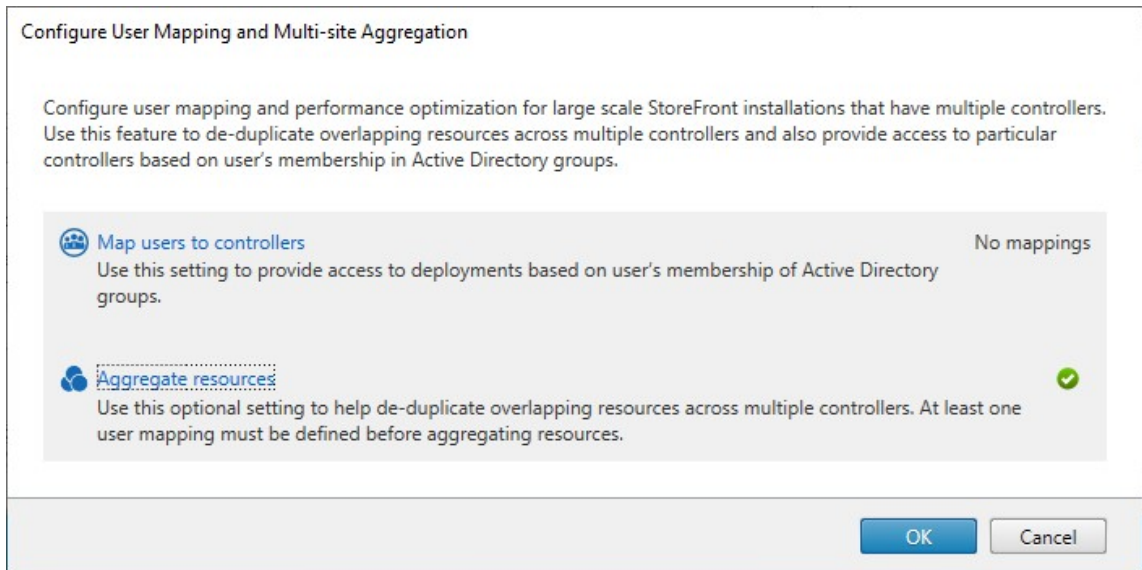 Configure User Mapping and Multi-site Aggregation
Configure user mapping and performance optimization for large scale StoreFront installations that have multiple controllers.
Use this feature to de-duplicate overlapping resources across multiple controllers and also provide access to particular
controllers based on user's membership in Active Directory groups.
Map users to controllers
No mappings
Use this setting to provide access to deployments based on user's membership of Active Directory
groups.
Aggregate resources
Use this optional setting to help de-duplicate overlapping resources across multiple controllers. At least one
user mapping must be defined before aggregating resources.
OK
Cancel